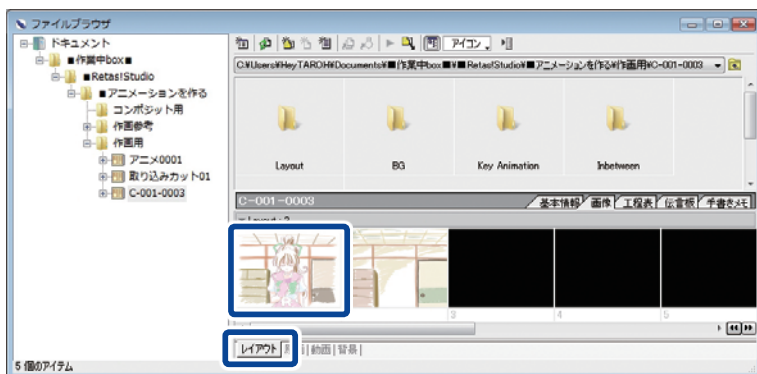 ファイルブラウザ
ドキュメント
■作業中box■
■Retas!Studio
■アニメーションを作る
コンポジット用
作画参考
作画用
アニメ0001
取り込みカット01
C-001-0003
アイコン
C:¥Users¥HeyTAROH¥Documents¥■作業中box■¥■Retas!Studio¥■アニメーションを作る¥作画用¥C-001-0003
Layout
BG
Key Animation
Inbetween
C-001-0003
基本情報 画像 工程表 伝言板 手書きメモ
3
4
5
レイアウト
動画|背景|
5 個のアイテム